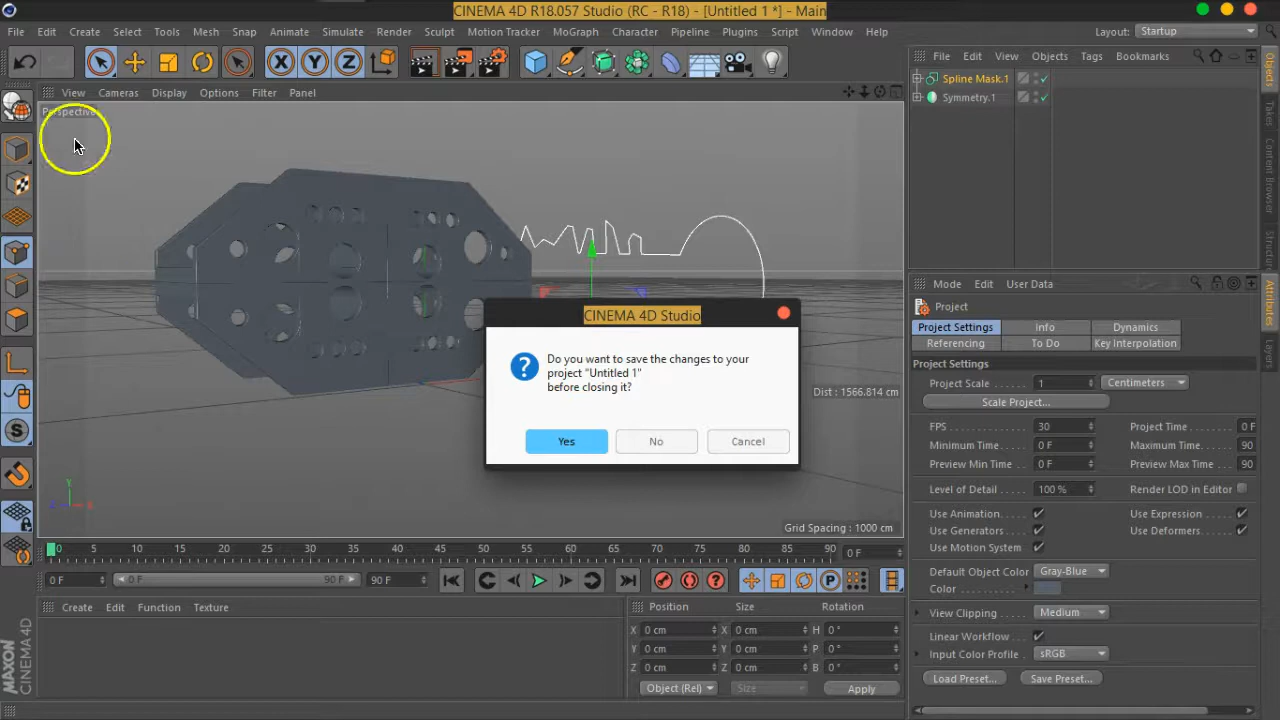 CINEMA 4D R18.057 Studio (RC - R18) - [Untitled 1 *] - Main
File Edit Create Select Tools Mesh Snap Animate Simulate Render Sculpt Motion Tracker MoGraph Character Pipeline Plugins Script Window Help Layout: Startup
X Y Z
File Edit View Objects Tags Bookmarks
Spline Mask.1
Symmetry.1
View Cameras Display Options Filter Panel
Perspective
Objects
Takes
Content Browser
Structure
Attributes
Layers
CINEMA 4D Studio
Do you want to save the changes to your
project "Untitled 1"
before closing it?
Yes No Cancel
Dist : 1566.814 cm
Grid Spacing : 1000 cm
Y
S
Mode Edit User Data
Project
Project Settings Info Dynamics
Referencing To Do Key Interpolation
Project Settings
Project Scale 1 Centimeters
Scale Project...
FPS 30 Project Time 0 F
Minimum Time 0 F Maximum Time 90
Preview Min Time 0 F Preview Max Time 90
Level of Detail 100 % Render LOD in Editor
Use Animation Use Expression
Use Generators Use Deformers
Use Motion System
Default Object Color Gray-Blue
Color
View Clipping Medium
Linear Workflow
Input Color Profile sRGB
Load Preset... Save Preset...
0 5 10 15 20 25 30 35 40 45 50 55 60 65 70 75 80 85 90 0 F
0 F 0 F 90 F 90 F
P
Create Edit Function Texture
Position Size Rotation
X 0 cm X 0 cm H 0 °
Y 0 cm Y 0 cm P 0 °
Z 0 cm Z 0 cm B 0 °
Object (Rel) Size Apply
MAXON
CINEMA 4D